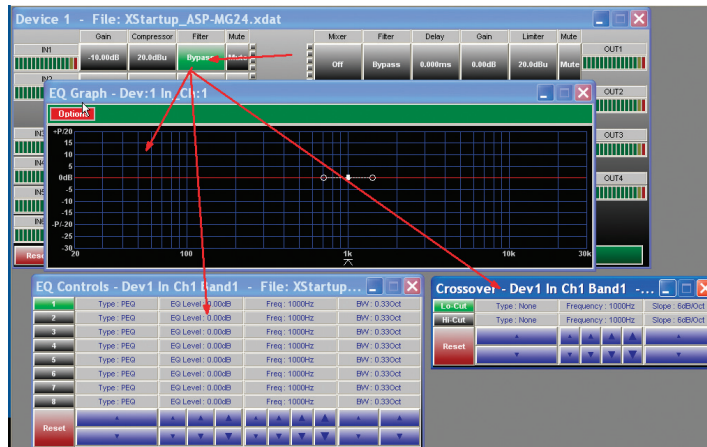 Device 1 - File: XStartup_ASP-MG24.xdat
Gain Compressor Filter Mute Mixer Filter Delay Gain Limiter Mute
IN1 -10.00dB 20.0dBu Bypass Mute Off Bypass 0.000ms 0.00dB 20.0dBu Mute OUT1
IN2 OUT2
EQ Graph - Dev:1 In_Ch:1
Options
+P/20
15
10
5
0dB
-5
-10
-15
-P/-20
-25
-30
20 100 1k 10k 30k
IN3 OUT3
IN4 OUT4
EQ Controls - Dev1 In Ch1 Band1 - File: XStartup...
1 Type : PEQ EQ Level : 0.00dB Freq : 1000Hz BW : 0.33Oct
2 Type : PEQ EQ Level : 0.00dB Freq : 1000Hz BW : 0.33Oct
3 Type : PEQ EQ Level : 0.00dB Freq : 1000Hz BW : 0.33Oct
4 Type : PEQ EQ Level : 0.00dB Freq : 1000Hz BW : 0.33Oct
5 Type : PEQ EQ Level : 0.00dB Freq : 1000Hz BW : 0.33Oct
6 Type : PEQ EQ Level : 0.00dB Freq : 1000Hz BW : 0.33Oct
7 Type : PEQ EQ Level : 0.00dB Freq : 1000Hz BW : 0.33Oct
8 Type : PEQ EQ Level : 0.00dB Freq : 1000Hz BW : 0.33Oct
Reset
Crossover - Dev1 In Ch1 Band1 -...
Lo-Cut Type : None Frequency : 1000Hz Slope : 6dB/Oct
Hi-Cut Type : None Frequency : 1000Hz Slope : 6dB/Oct
Reset